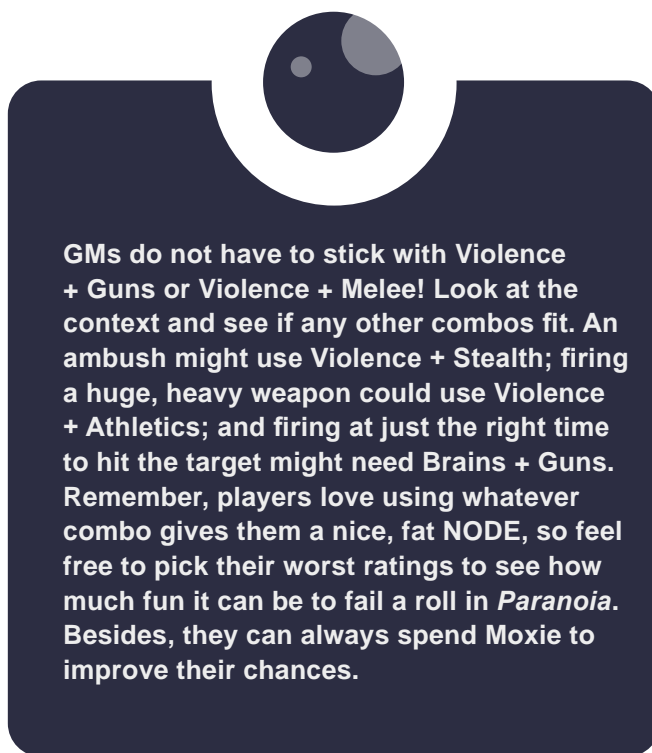 GMs do not have to stick with Violence
+ Guns or Violence + Melee! Look at the
context and see if any other combos fit. An
ambush might use Violence + Stealth; firing
a huge, heavy weapon could use Violence
+ Athletics; and firing at just the right time
to hit the target might need Brains + Guns.
Remember, players love using whatever
combo gives them a nice, fat NODE, so feel
free to pick their worst ratings to see how
much fun it can be to fail a roll in Paranoia.
Besides, they can always spend Moxie to
improve their chances.